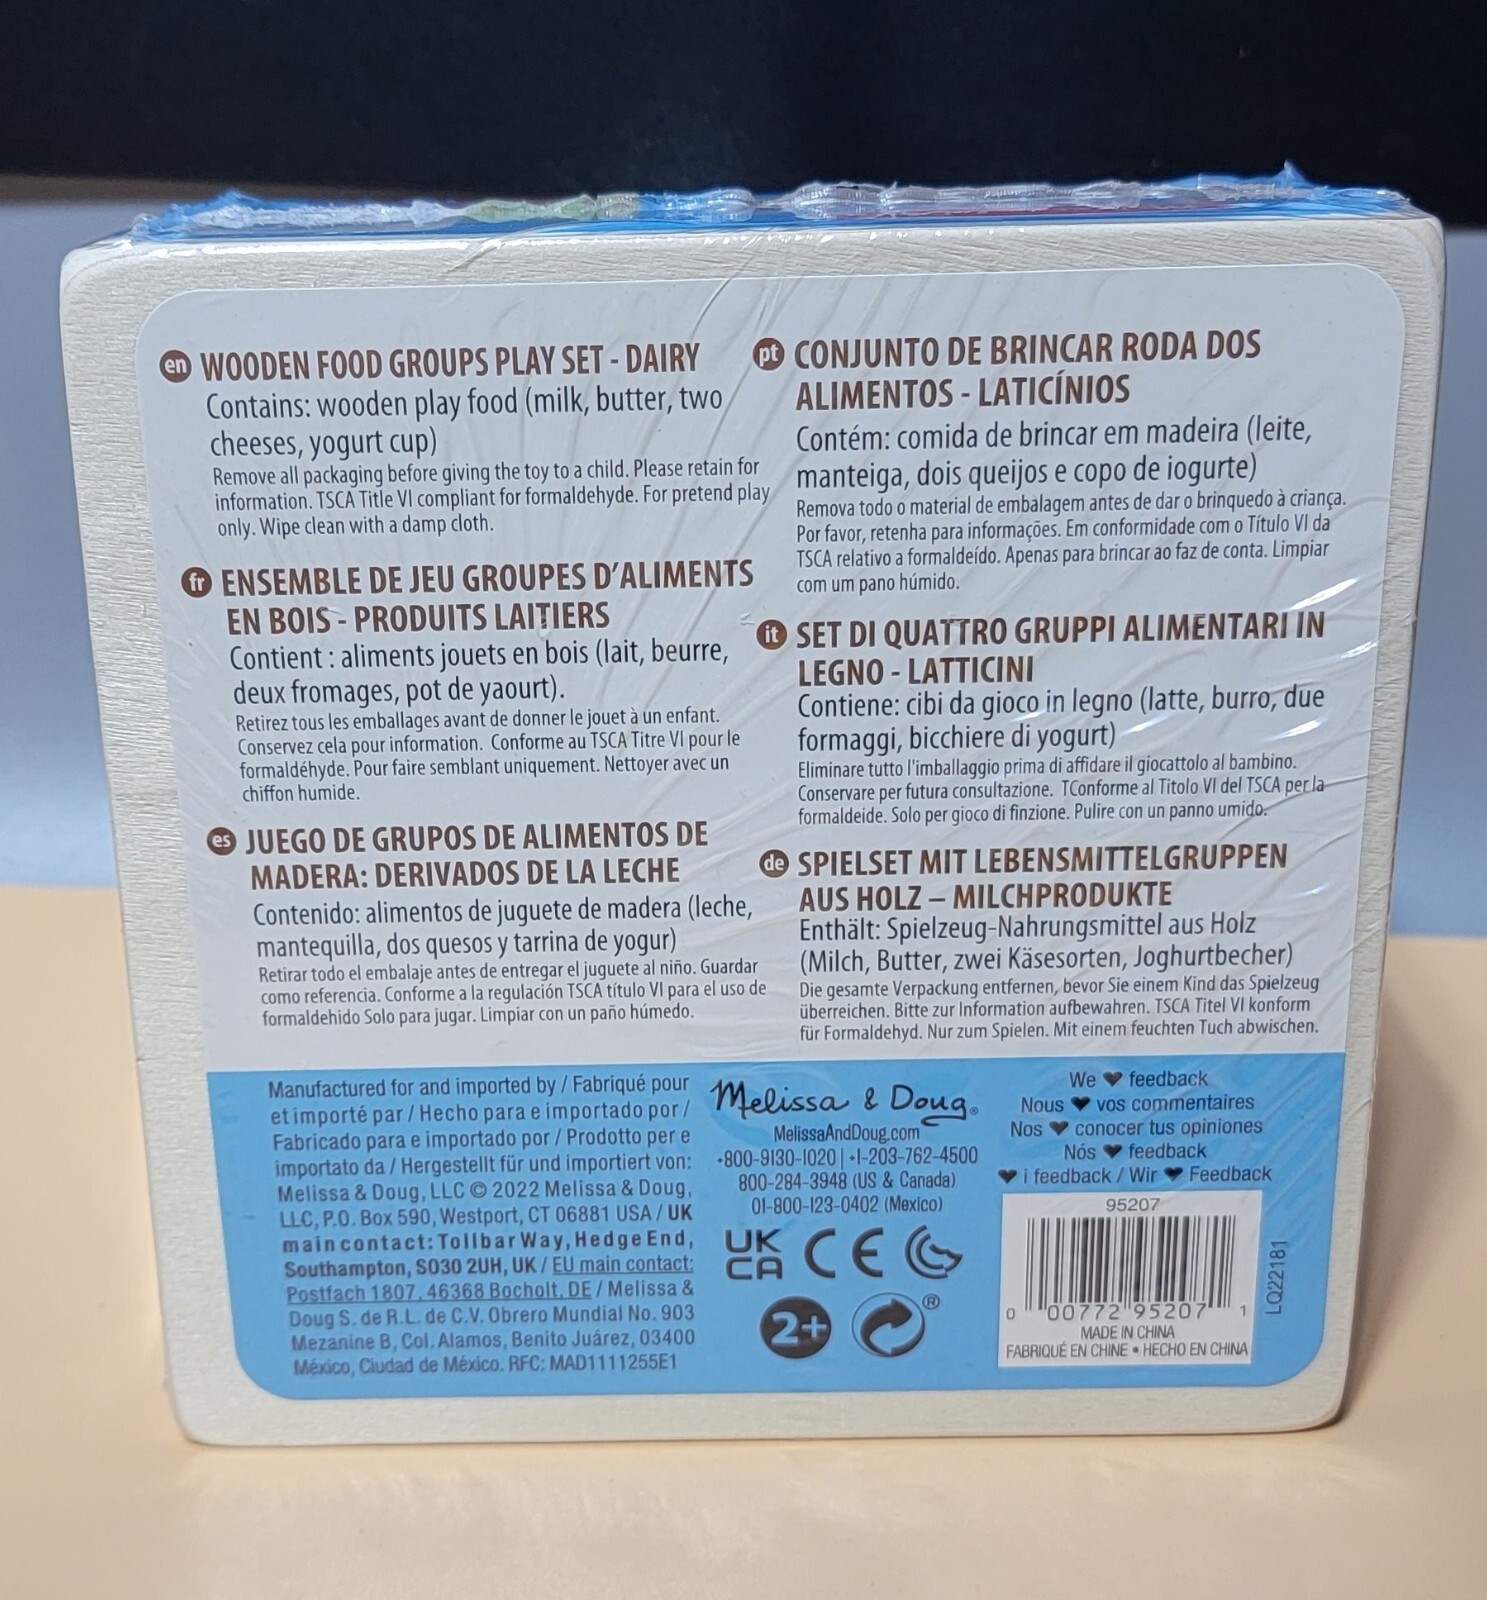 en WOODEN FOOD GROUPS PLAY SET - DAIRY
Contains: wooden play food (milk, butter, two
cheeses, yogurt cup)
Remove all packaging before giving the toy to a child. Please retain for
information. TSCA Title VI compliant for formaldehyde. For pretend play
only. Wipe clean with a damp cloth.
fr ENSEMBLE DE JEU GROUPES D'ALIMENTS
EN BOIS - PRODUITS LAITIERS
Contient : aliments jouets en bois (lait, beurre,
deux fromages, pot de yaourt).
Retirez tous les emballages avant de donner le jouet à un enfant.
Conservez cela pour information. Conforme au TSCA Titre VI pour le
formaldéhyde. Pour faire semblant uniquement. Nettoyer avec un
chiffon humide.
es JUEGO DE GRUPOS DE ALIMENTOS DE
MADERA: DERIVADOS DE LA LECHE
Contenido: alimentos de juguete de madera (leche,
mantequilla, dos quesos y tarrina de yogur)
Retirar todo el embalaje antes de entregar el juguete al niño. Guardar
como referencia. Conforme a la regulación TSCA título VI para el uso de
formaldehido Solo para jugar. Limpiar con un paño húmedo.
pt CONJUNTO DE BRINCAR RODA DOS
ALIMENTOS - LATICÍNIOS
Contém: comida de brincar em madeira (leite,
manteiga, dois queijos e copo de iogurte)
Remova todo o material de embalagem antes de dar o brinquedo à criança.
Por favor, retenha para informações. Em conformidade com o Título VI da
TSCA relativo a formaldeído. Apenas para brincar ao faz de conta. Limpiar
com um pano húmido.
it SET DI QUATTRO GRUPPI ALIMENTARI IN
LEGNO - LATTICINI
Contiene: cibi da gioco in legno (latte, burro, due
formaggi, bicchiere di yogurt)
Eliminare tutto l'imballaggio prima di affidare il giocattolo al bambino.
Conservare per futura consultazione. TConforme al Titolo VI del TSCA per la
formaldeide. Solo per gioco di finzione. Pulire con un panno umido.
de SPIELSET MIT LEBENSMITTELGRUPPEN
AUS HOLZ – MILCHPRODUKTE
Enthält: Spielzeug-Nahrungsmittel aus Holz
(Milch, Butter, zwei Käsesorten, Joghurtbecher)
Die gesamte Verpackung entfernen, bevor Sie einem Kind das Spielzeug
überreichen. Bitte zur Information aufbewahren. TSCA Titel VI konform
für Formaldehyd. Nur zum Spielen. Mit einem feuchten Tuch abwischen.
Manufactured for and imported by / Fabriqué pour
et importé par / Hecho para e importado por /
Fabricado para e importado por / Prodotto per e
importato da / Hergestellt für und importiert von:
Melissa & Doug, LLC © 2022 Melissa & Doug,
LLC, P.O. Box 590, Westport, CT 06881 USA / UK
main contact: Tollbar Way, Hedge End,
Southampton, SO30 2UH, UK / EU main contact:
Postfach 1807, 46368 Bocholt, DE / Melissa &
Doug S. de R.L. de C.V. Obrero Mundial No. 903
Mezanine B, Col. Alamos, Benito Juárez, 03400
México, Ciudad de México. RFC: MAD1111255E1
Melissa & Doug®
MelissaAndDoug.com
+800-9130-1020 | +1-203-762-4500
800-284-3948 (US & Canada)
01-800-123-0402 (Mexico)
UK
CA CE
2+ ®
We ♥ feedback
Nous ♥ vos commentaires
Nos ♥ conocer tus opiniones
Nós ♥ feedback
♥ i feedback / Wir ♥ Feedback
95207
0 00772 95207 1
MADE IN CHINA
FABRIQUÉ EN CHINE • HECHO EN CHINA
LQ22181